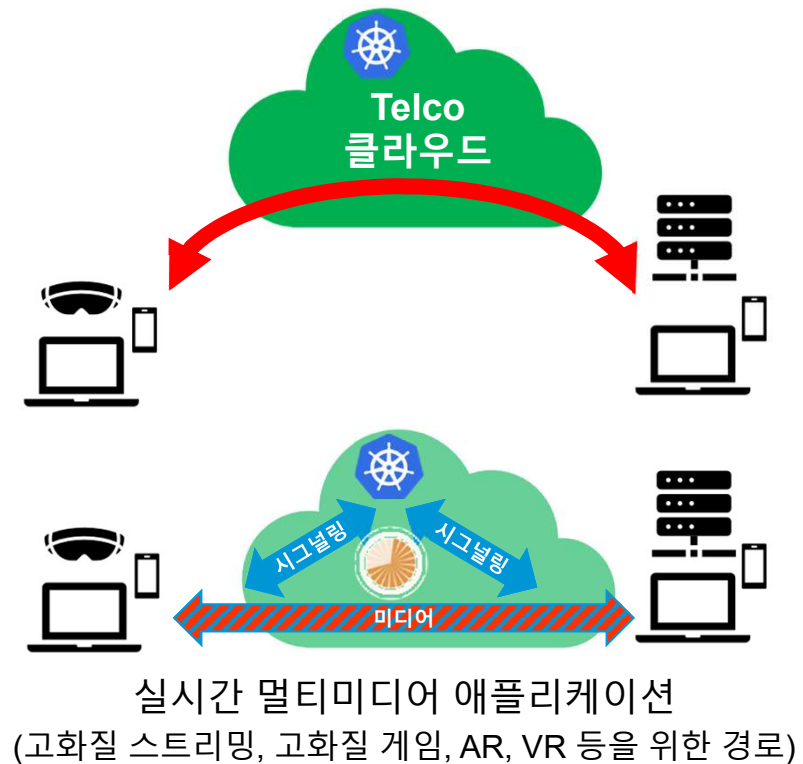 Telco
클라우드
시그널링
시그널링
미디어
실시간 멀티미디어 애플리케이션
(고화질 스트리밍, 고화질 게임, AR, VR 등을 위한 경로)